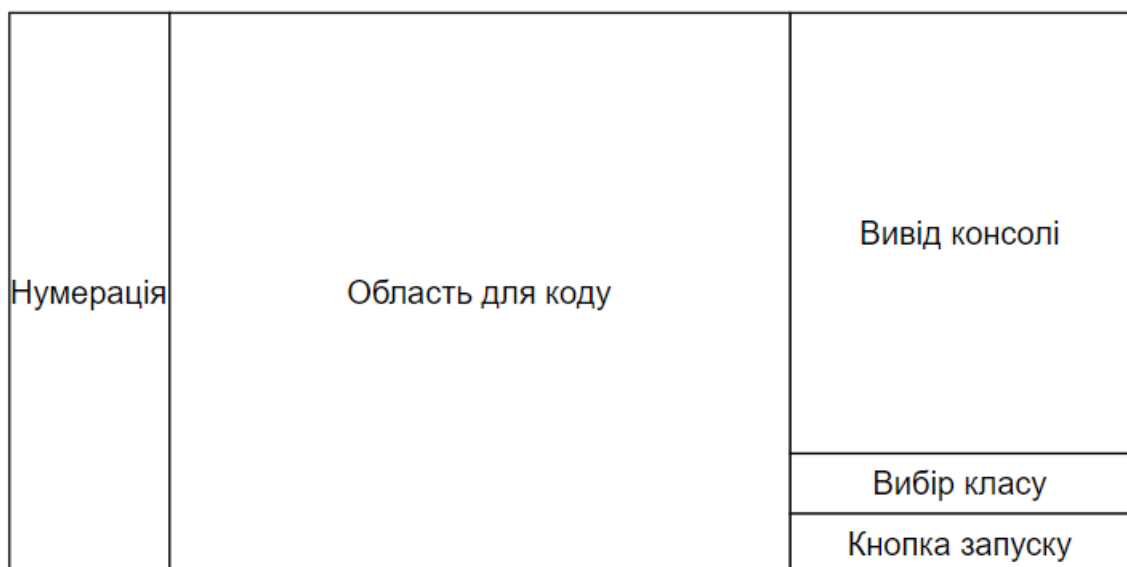 Нумерація
Область для коду
Вивід консолі
Вибір класу
Кнопка запуску